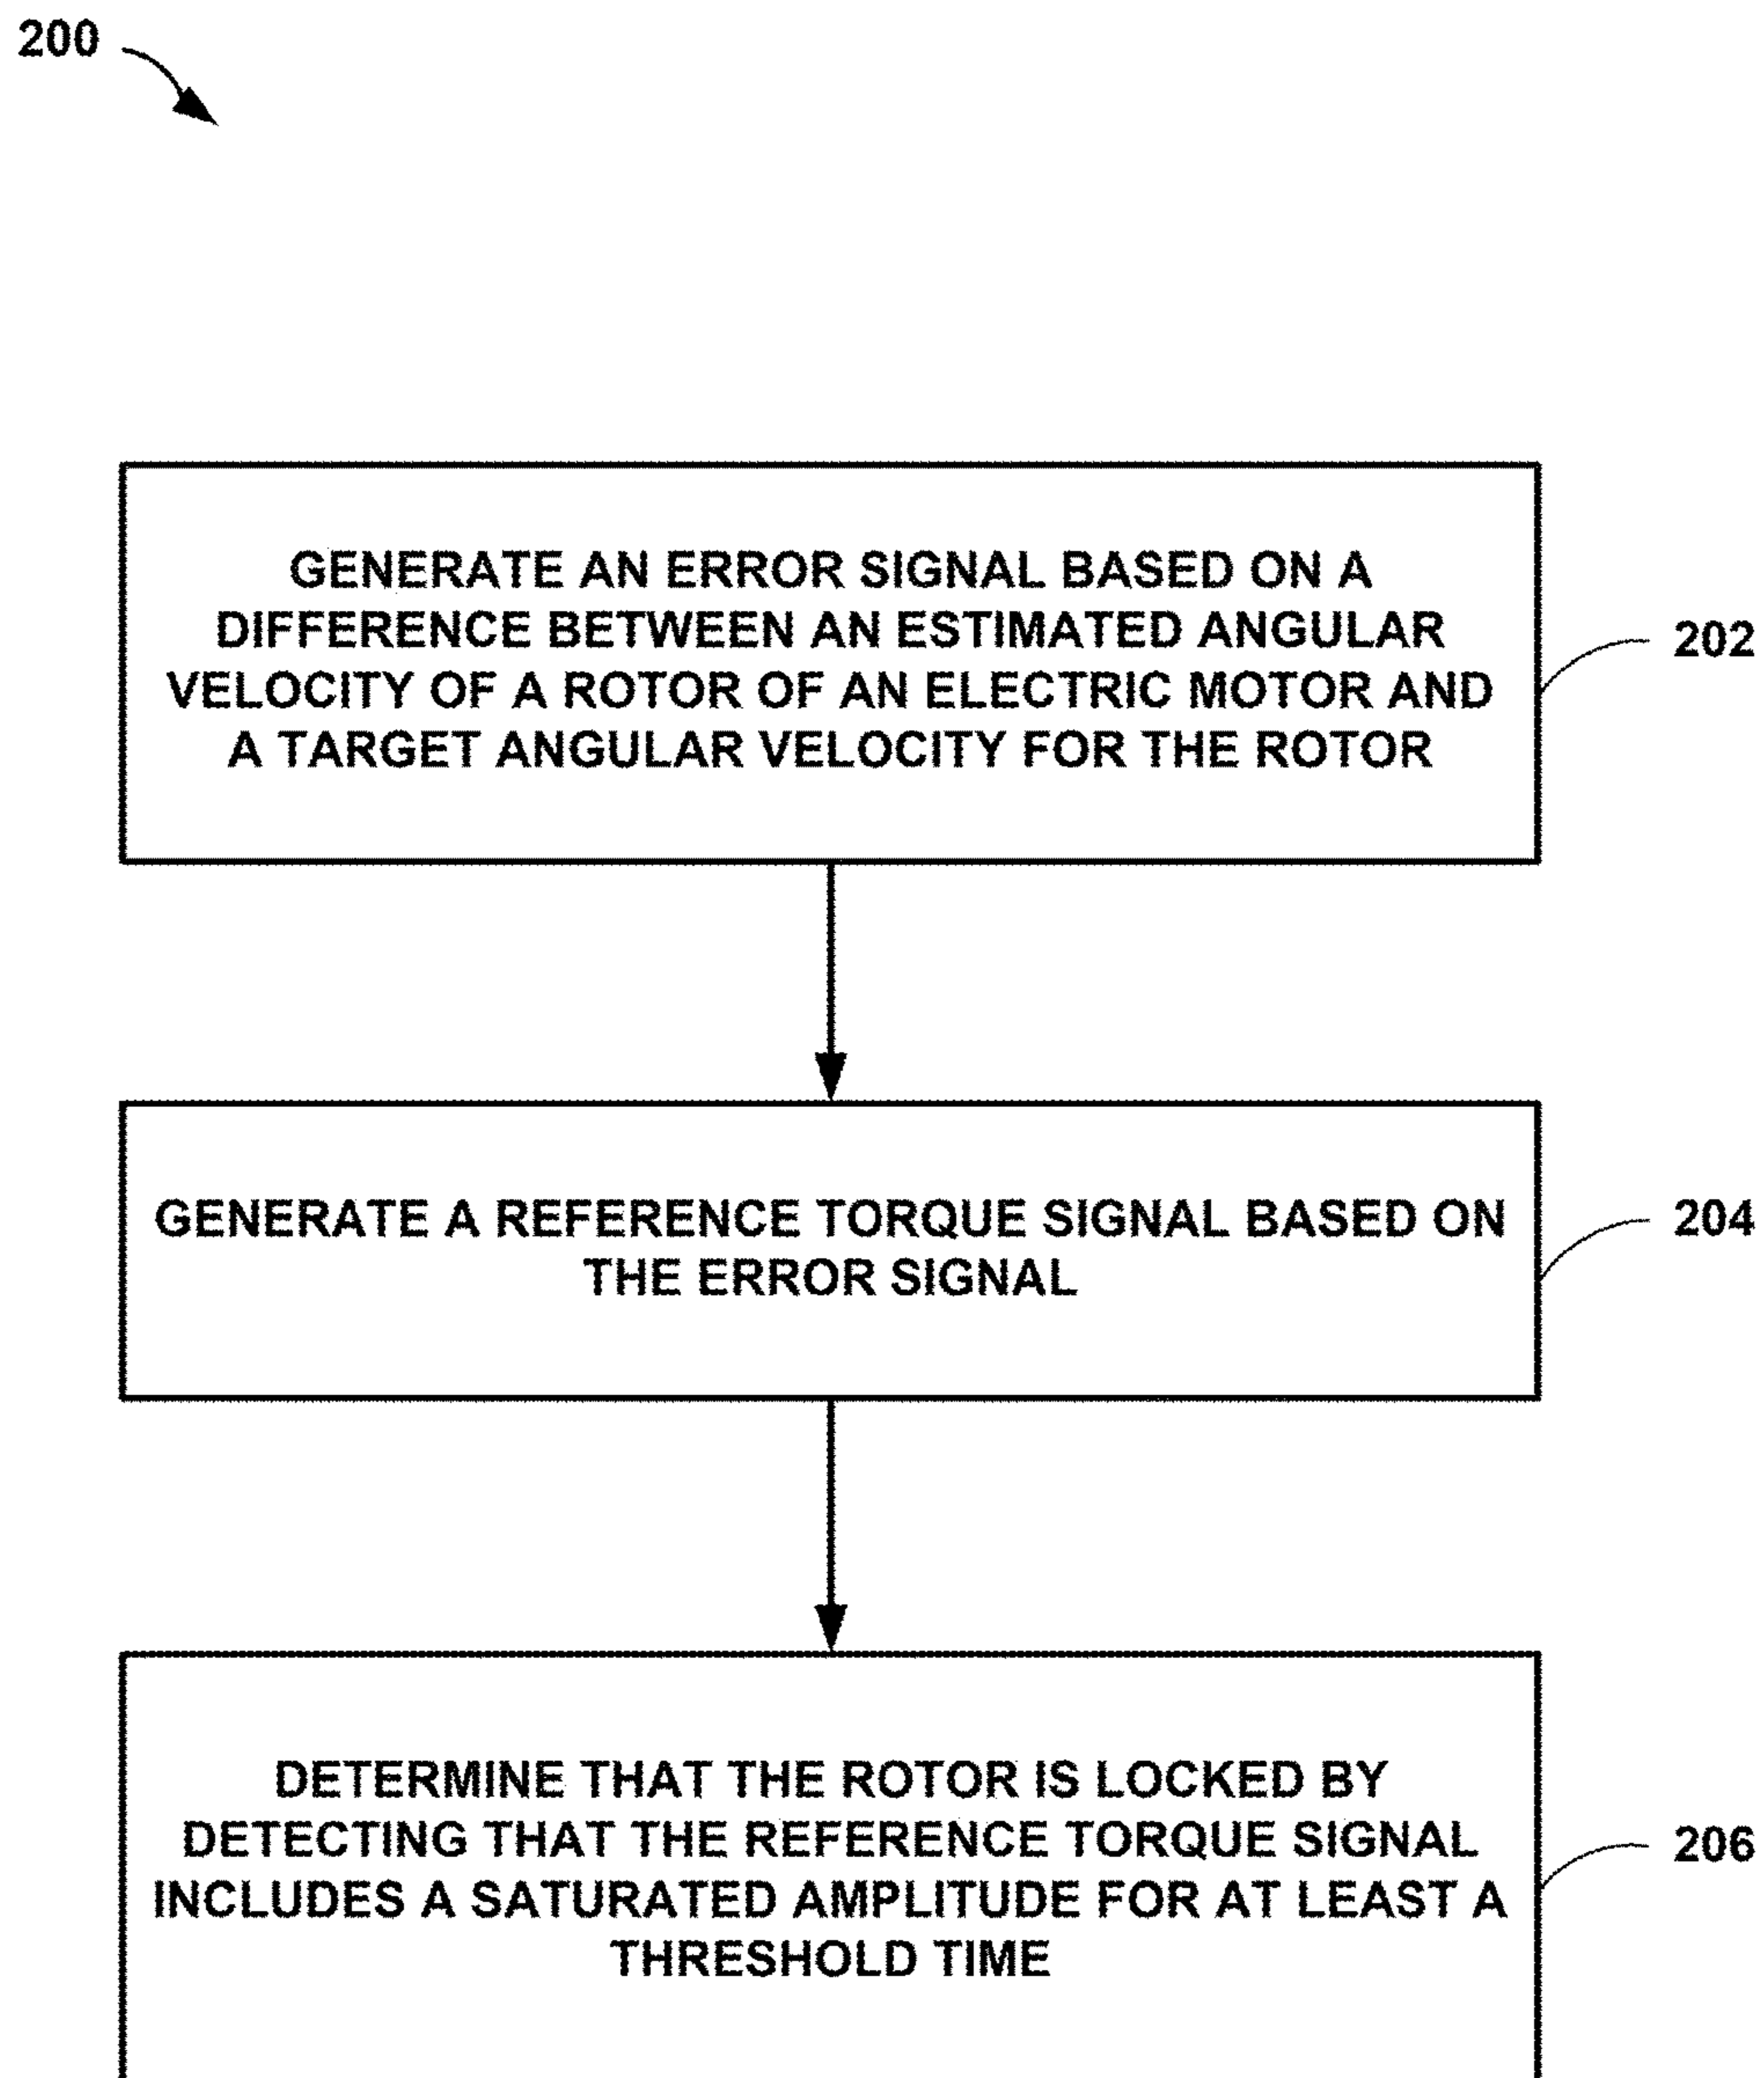 200
GENERATE AN ERROR SIGNAL BASED ON A
DIFFERENCE BETWEEN AN ESTIMATED ANGULAR
VELOCITY OF A ROTOR OF AN ELECTRIC MOTOR AND
A TARGET ANGULAR VELOCITY FOR THE ROTOR
202
GENERATE A REFERENCE TORQUE SIGNAL BASED ON
THE ERROR SIGNAL
204
DETERMINE THAT THE ROTOR IS LOCKED BY
DETECTING THAT THE REFERENCE TORQUE SIGNAL
INCLUDES A SATURATED AMPLITUDE FOR AT LEAST A
THRESHOLD TIME
206